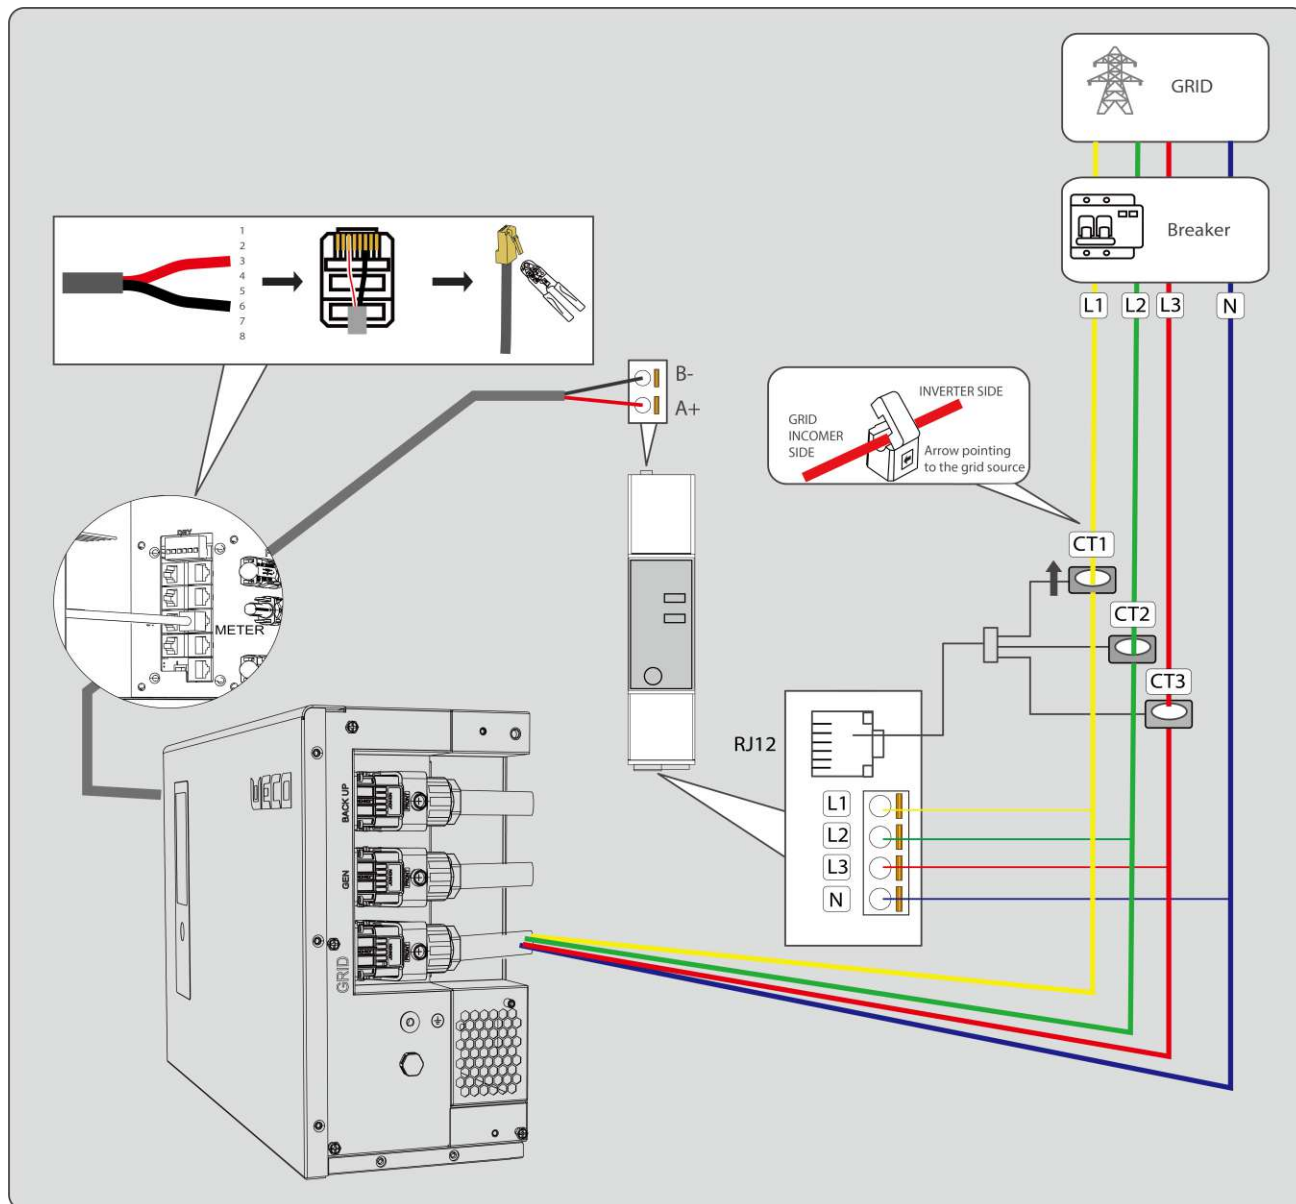 GRID
Breaker
L1
L2
L3
N
1
2
3
4
5
6
7
8
B-
A+
INVERTER SIDE
GRID
INCOMER
SIDE
Arrow pointing
to the grid source
CT1
CT2
CT3
DRY
METER
RJ12
L1
L2
L3
N
BACK UP
GEN
GRID